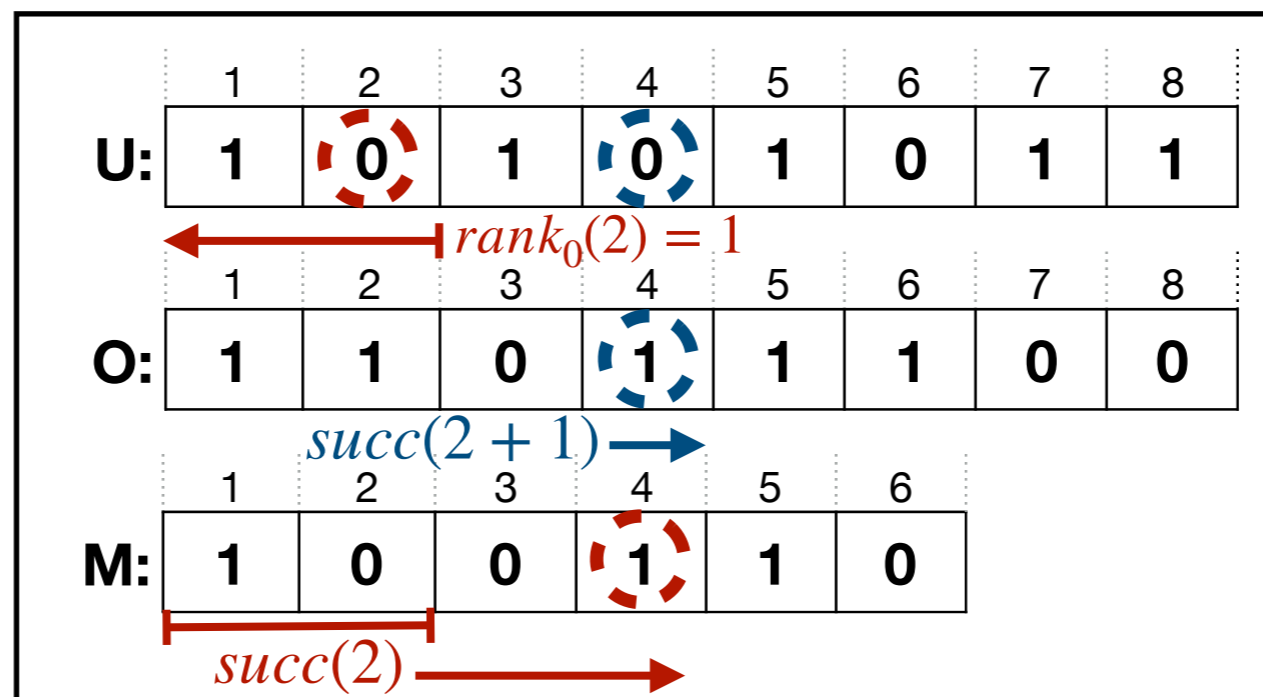 1 2 3 4 5 6 7 8
U: 1 0 1 0 1 0 1 1
rank₀(2) = 1
1 2 3 4 5 6 7 8
O: 1 1 0 1 1 1 0 0
succ(2 + 1)
1 2 3 4 5 6
M: 1 0 0 1 1 0
succ(2)